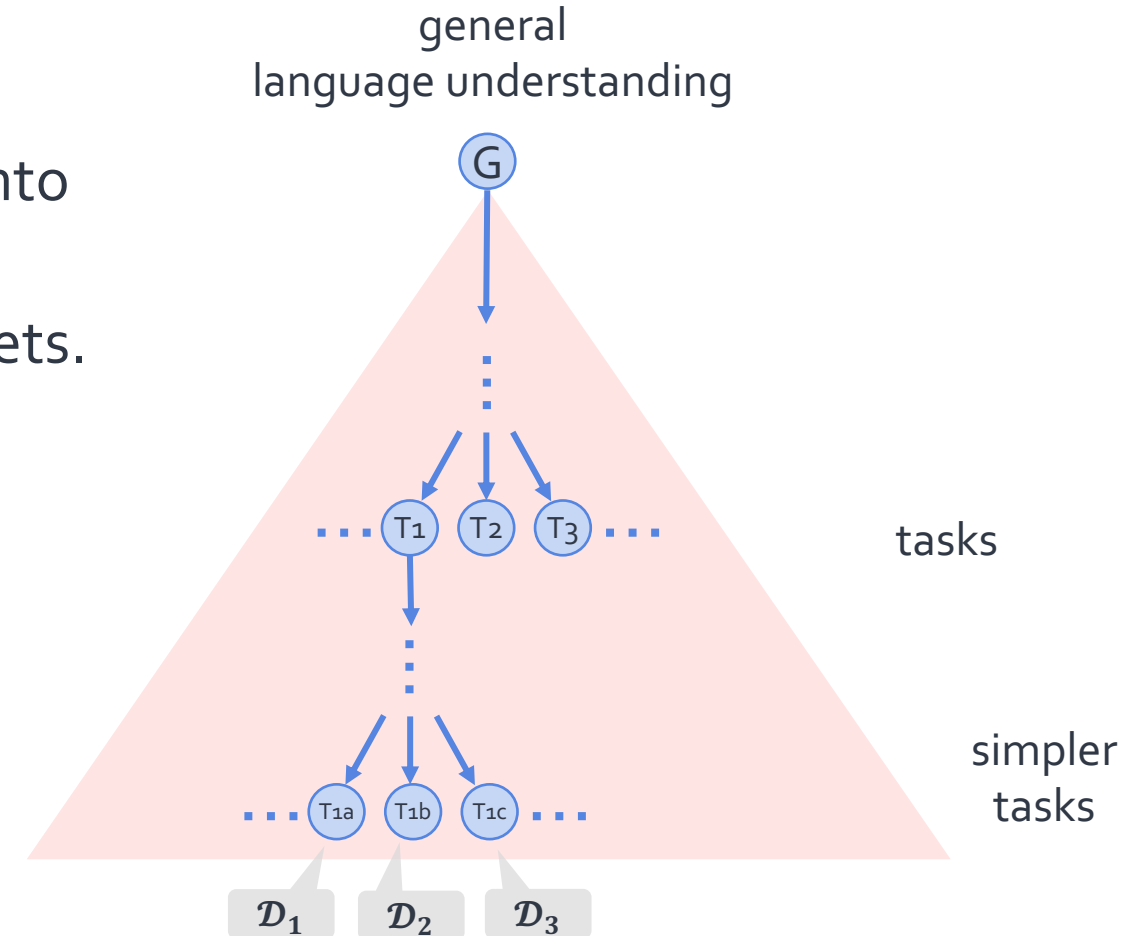 general
language understanding
G
nto
ets.
T1 T2 T3
tasks
simpler
tasks
T1a T1b T1c
𝒟₁ 𝒟₂ 𝒟₃